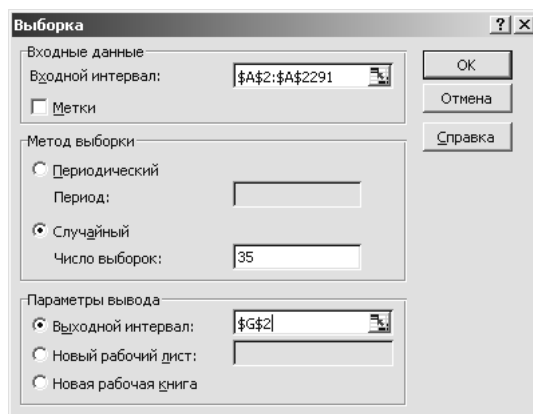 Выборка
Входные данные
Входной интервал: $A$2:$A$2291
Метки
OK
Отмена
Справка
Метод выборки
Периодический
Период:
Случайный
Число выборок: 35
Параметры вывода
Выходной интервал: $G$2
Новый рабочий лист:
Новая рабочая книга